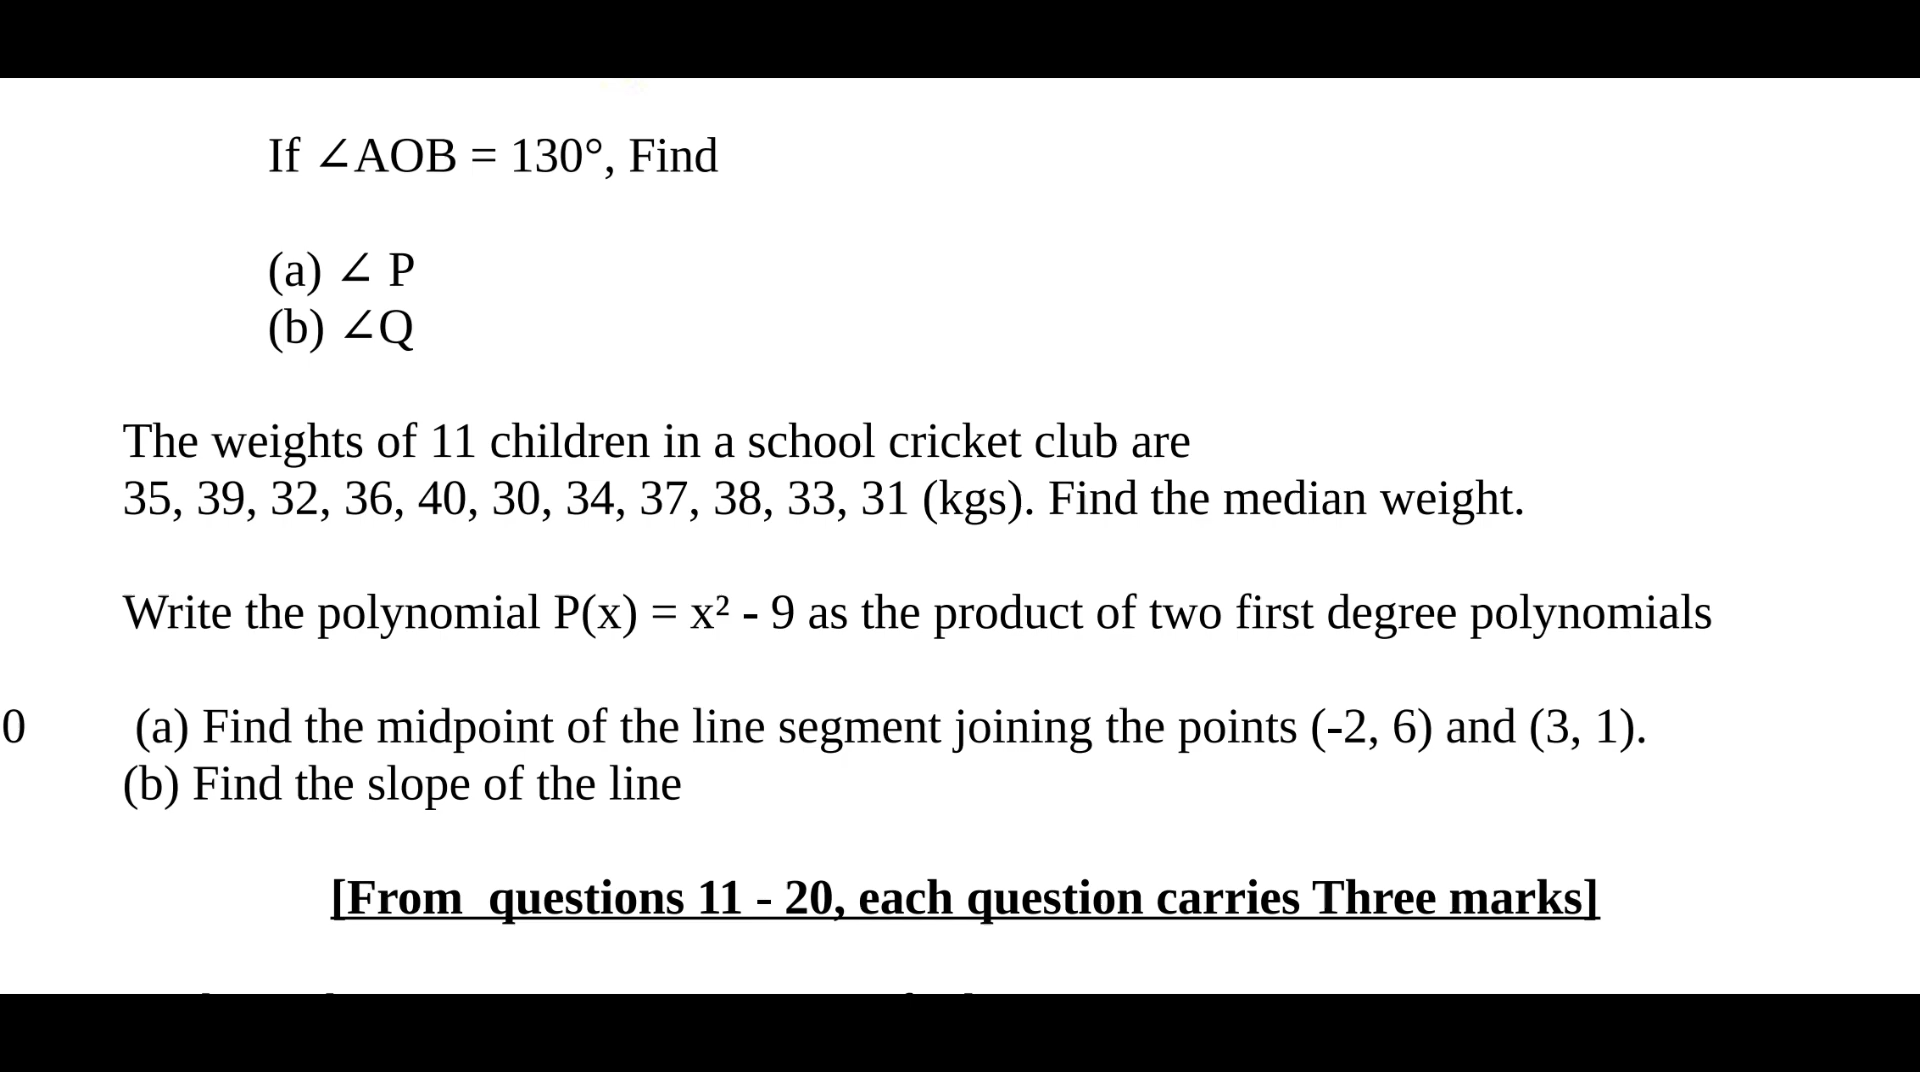 If ∠AOB = 130°, Find
(a) ∠ P
(b) ∠Q
The weights of 11 children in a school cricket club are
35, 39, 32, 36, 40, 30, 34, 37, 38, 33, 31 (kgs). Find the median weight.
Write the polynomial P(x) = x² - 9 as the product of two first degree polynomials
0 (a) Find the midpoint of the line segment joining the points (-2, 6) and (3, 1).
(b) Find the slope of the line
[From questions 11 - 20, each question carries Three marks]